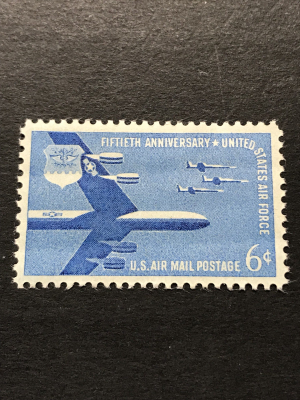 FIFTIETH ANNIVERSARY ★ UNITED STATES AIR FORCE
U.S. AIR MAIL POSTAGE 6¢